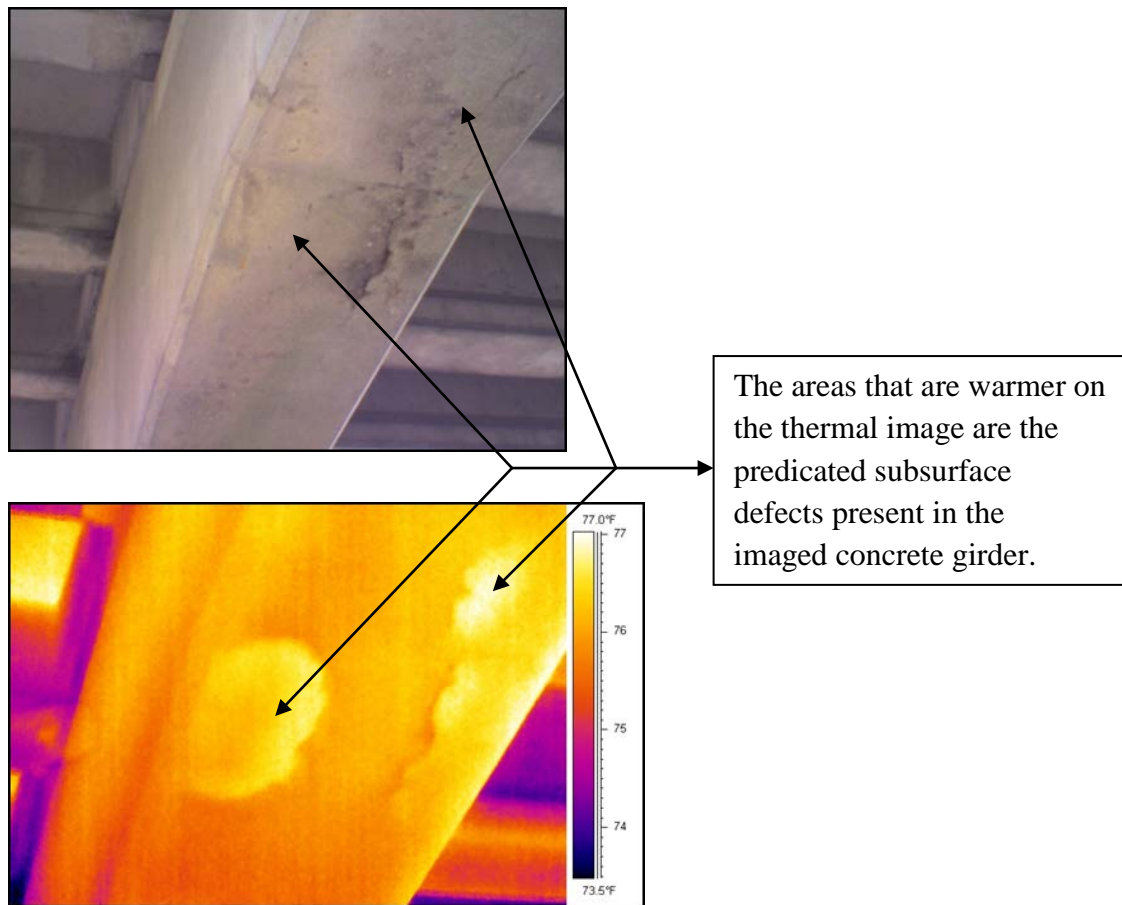 The areas that are warmer on
the thermal image are the
predicated subsurface
defects present in the
imaged concrete girder.
77.0°F
77
76
75
74
73.5°F